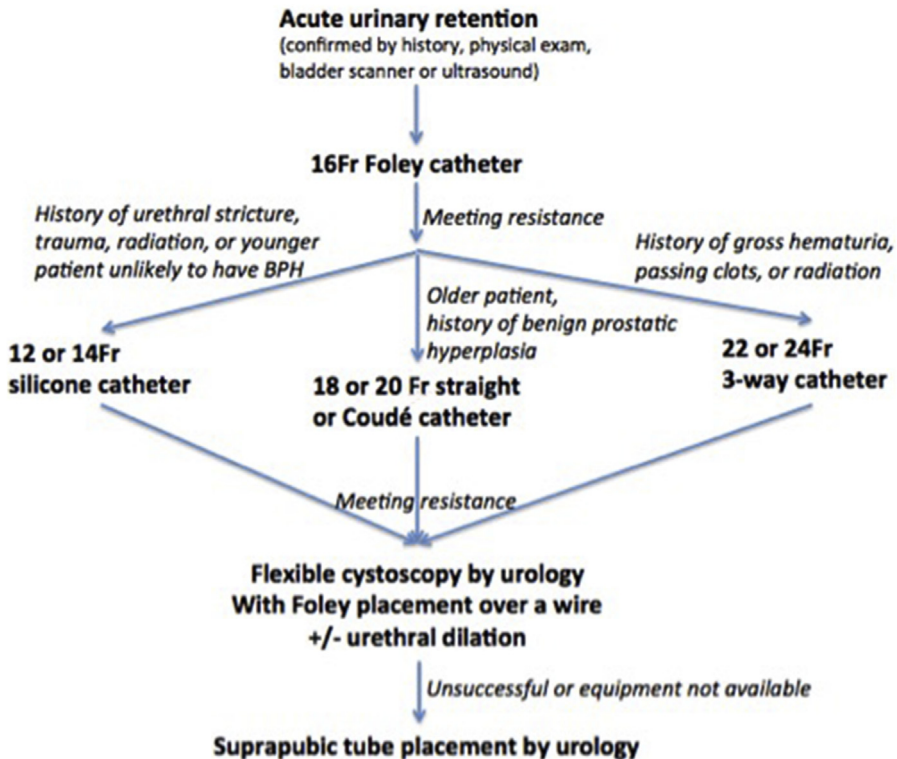 Acute urinary retention
(confirmed by history, physical exam,
bladder scanner or ultrasound)
16Fr Foley catheter
Meeting resistance
History of urethral stricture,
trauma, radiation, or younger
patient unlikely to have BPH
Older patient,
history of benign prostatic
hyperplasia
History of gross hematuria,
passing clots, or radiation
12 or 14Fr
silicone catheter
18 or 20 Fr straight
or Coudé catheter
22 or 24Fr
3-way catheter
Meeting resistance
Flexible cystoscopy by urology
With Foley placement over a wire
+/- urethral dilation
Unsuccessful or equipment not available
Suprapubic tube placement by urology